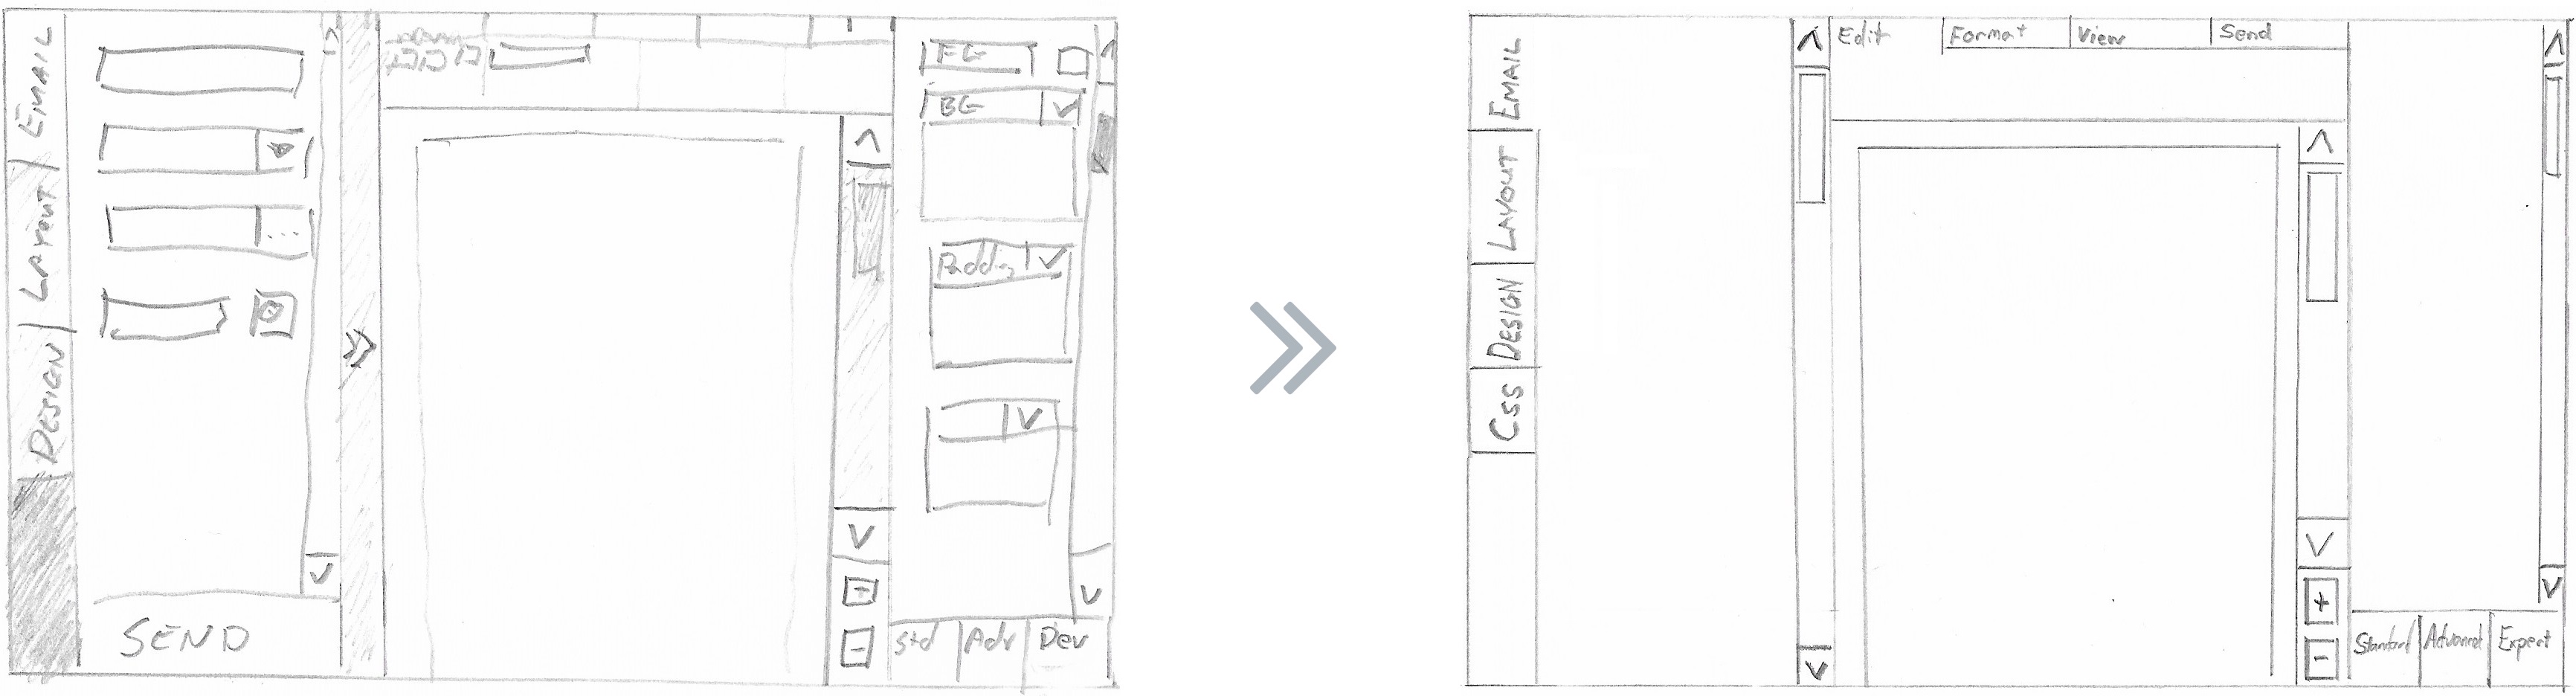 EMAIL
LAYOUT
DESIGN
SEND
FG
BG
Padding
Std
Adv
Dev
EMAIL
LAYOUT
DESIGN
CSS
Edit
Format
View
Send
Standard
Advanced
Expert